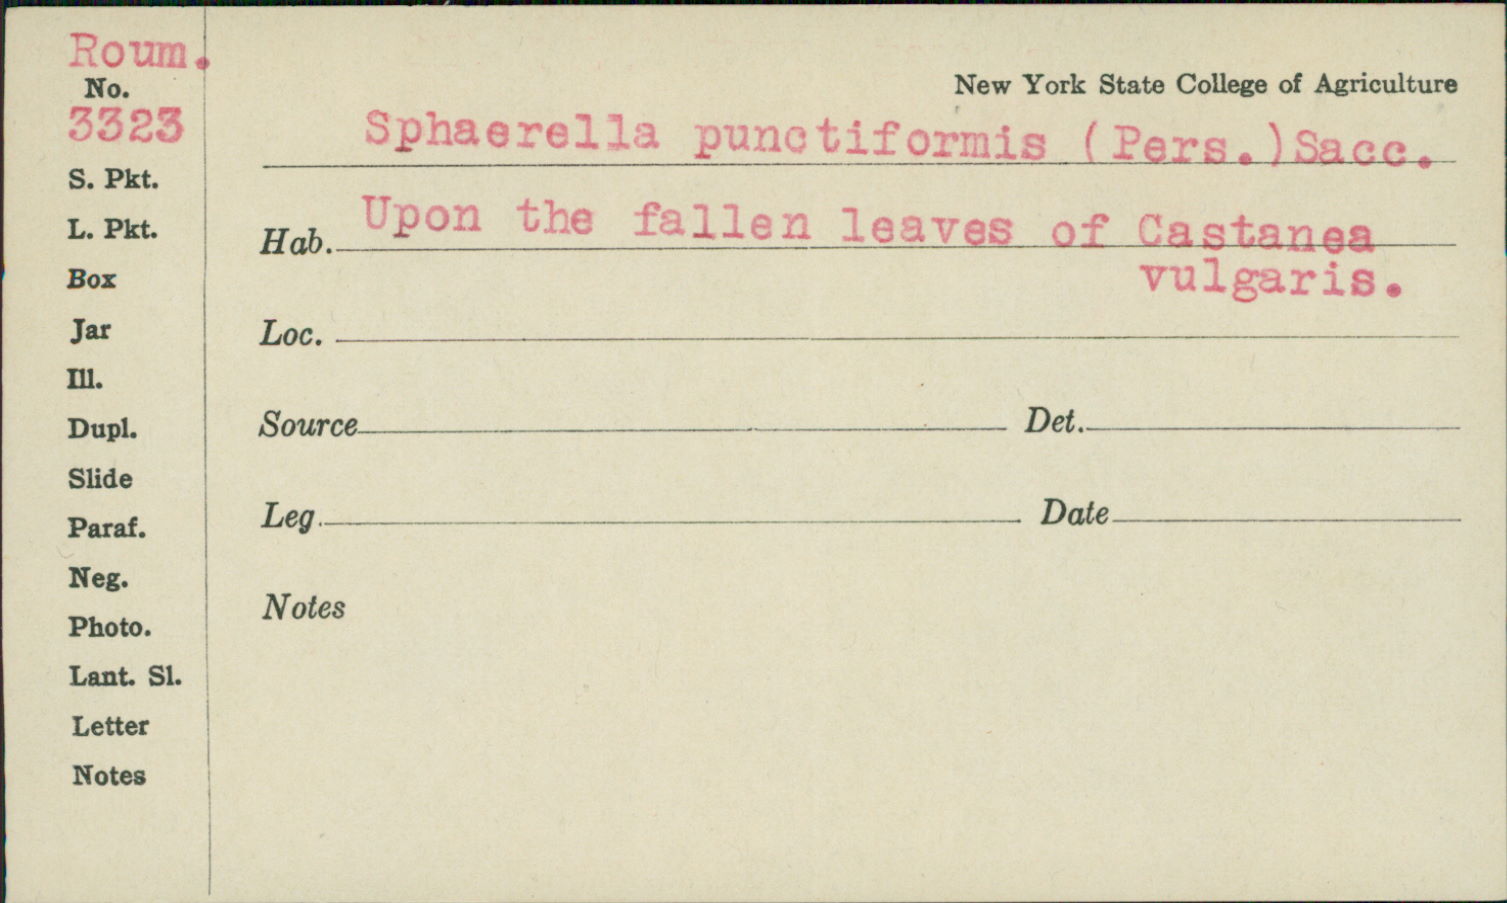 Roum.
No.
3323
S. Pkt.
L. Pkt.
Box
Jar
Ill.
Dupl.
Slide
Paraf.
Neg.
Photo.
Lant. Sl.
Letter
Notes
New York State College of Agriculture
Sphaerella punctiformis (Pers.)Sacc.
Hab. Upon the fallen leaves of Castanea
vulgaris.
Loc.
Source Det.
Leg. Date
Notes